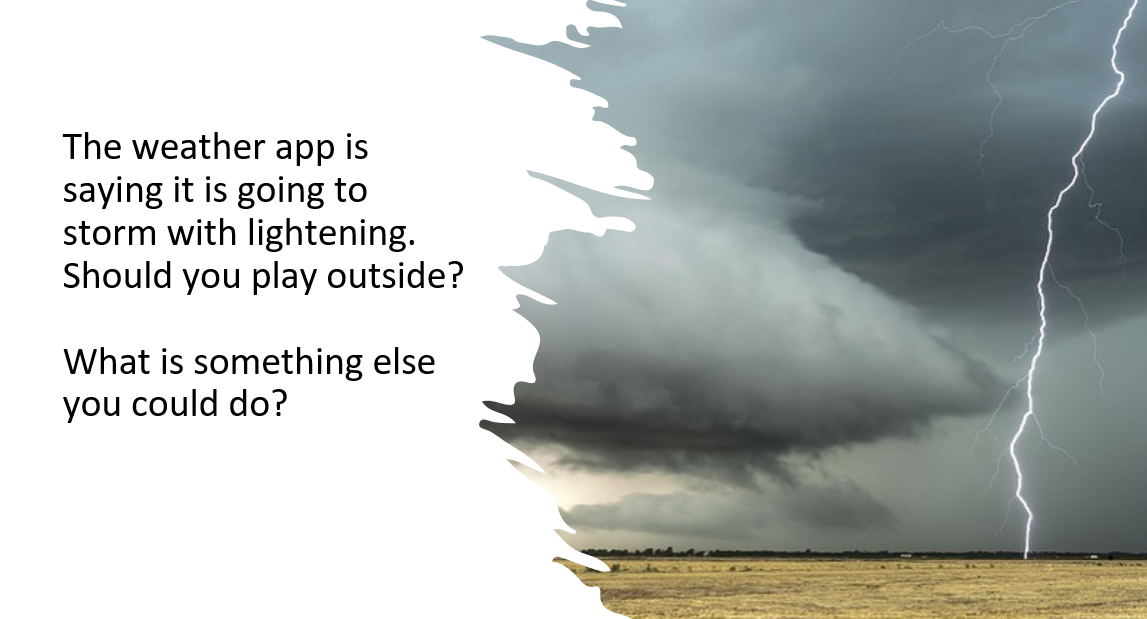 The weather app is
saying it is going to
storm with lightening.
Should you play outside?
What is something else
you could do?